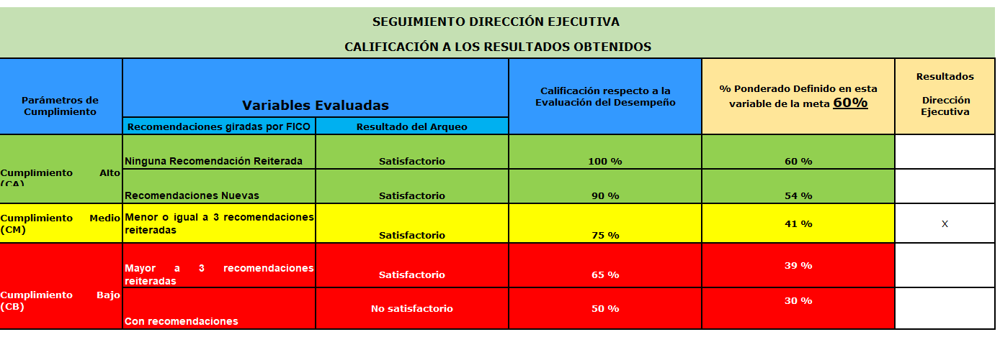 SEGUIMIENTO DIRECCIÓN EJECUTIVA
CALIFICACIÓN A LOS RESULTADOS OBTENIDOS
Parámetros de
Cumplimiento
Variables Evaluadas
Recomendaciones giradas por FICO
Resultado del Arqueo
Calificación respecto a la
Evaluación del Desempeño
% Ponderado Definido en esta
variable de la meta 60%
Resultados
Dirección
Ejecutiva
Cumplimiento Alto
(CA)
Ninguna Recomendación Reiterada
Satisfactorio
100 %
60 %
Recomendaciones Nuevas
Satisfactorio
90 %
54 %
Cumplimiento Medio
(CM)
Menor o igual a 3 recomendaciones
reiteradas
Satisfactorio
75 %
41 %
X
Cumplimiento Bajo
(CB)
Mayor a 3 recomendaciones
reiteradas
Satisfactorio
65 %
39 %
Con recomendaciones
No satisfactorio
50 %
30 %